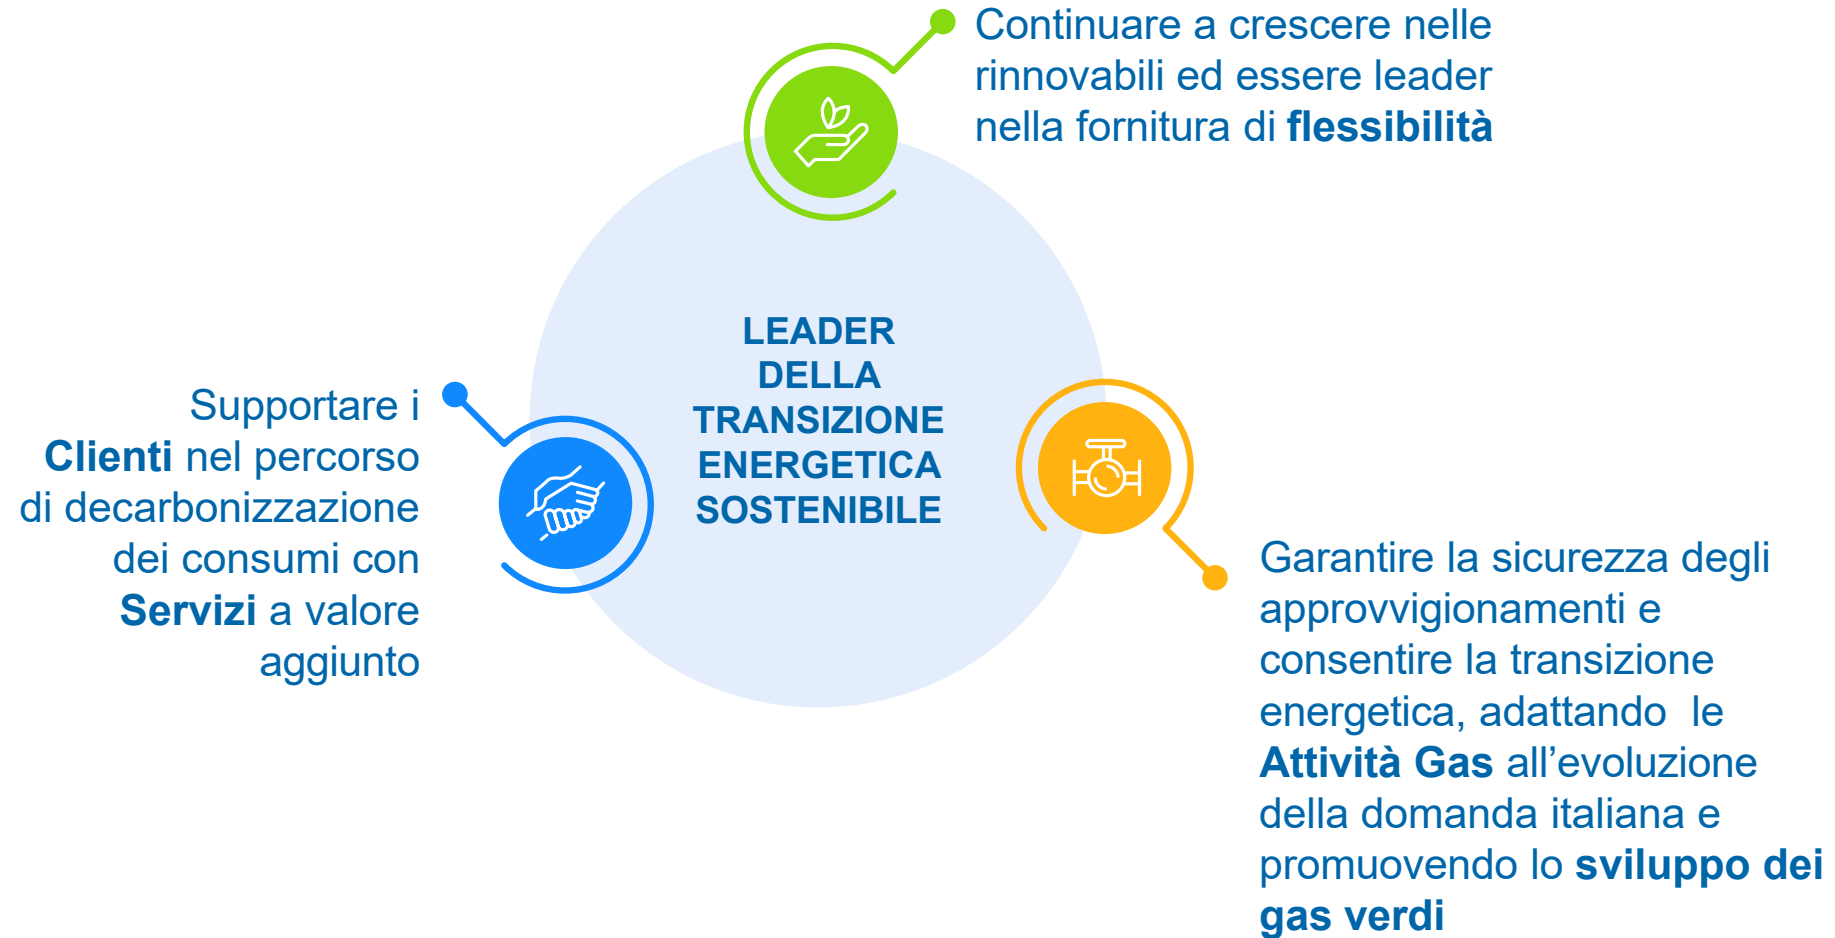 Continuare a crescere nelle
rinnovabili ed essere leader
nella fornitura di flessibilità
LEADER
DELLA
TRANSIZIONE
ENERGETICA
SOSTENIBILE
Supportare i
Clienti nel percorso
di decarbonizzazione
dei consumi con
Servizi a valore
aggiunto
Garantire la sicurezza degli
approvvigionamenti e
consentire la transizione
energetica, adattando  le
Attività Gas all’evoluzione
della domanda italiana e
promuovendo lo sviluppo dei
gas verdi